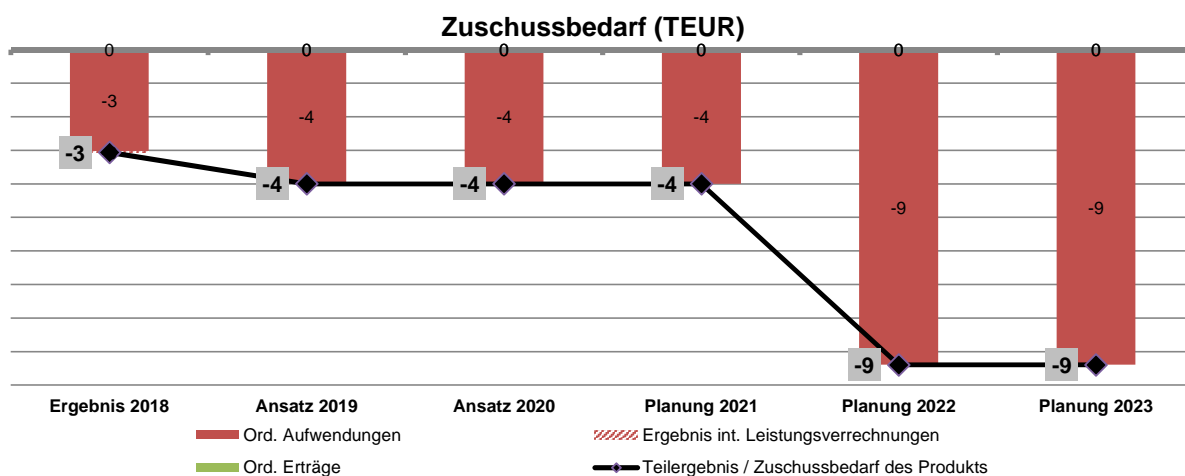 Zuschussbedarf (TEUR)
0 0 0 0 0 0
-3 -4 -4 -4 -9 -9
-3 -4 -4 -4 -9 -9
Ergebnis 2018 Ansatz 2019 Ansatz 2020 Planung 2021 Planung 2022 Planung 2023
Ord. Aufwendungen Ergebnis int. Leistungsverrechnungen
Ord. Erträge Teilergebnis / Zuschussbedarf des Produkts